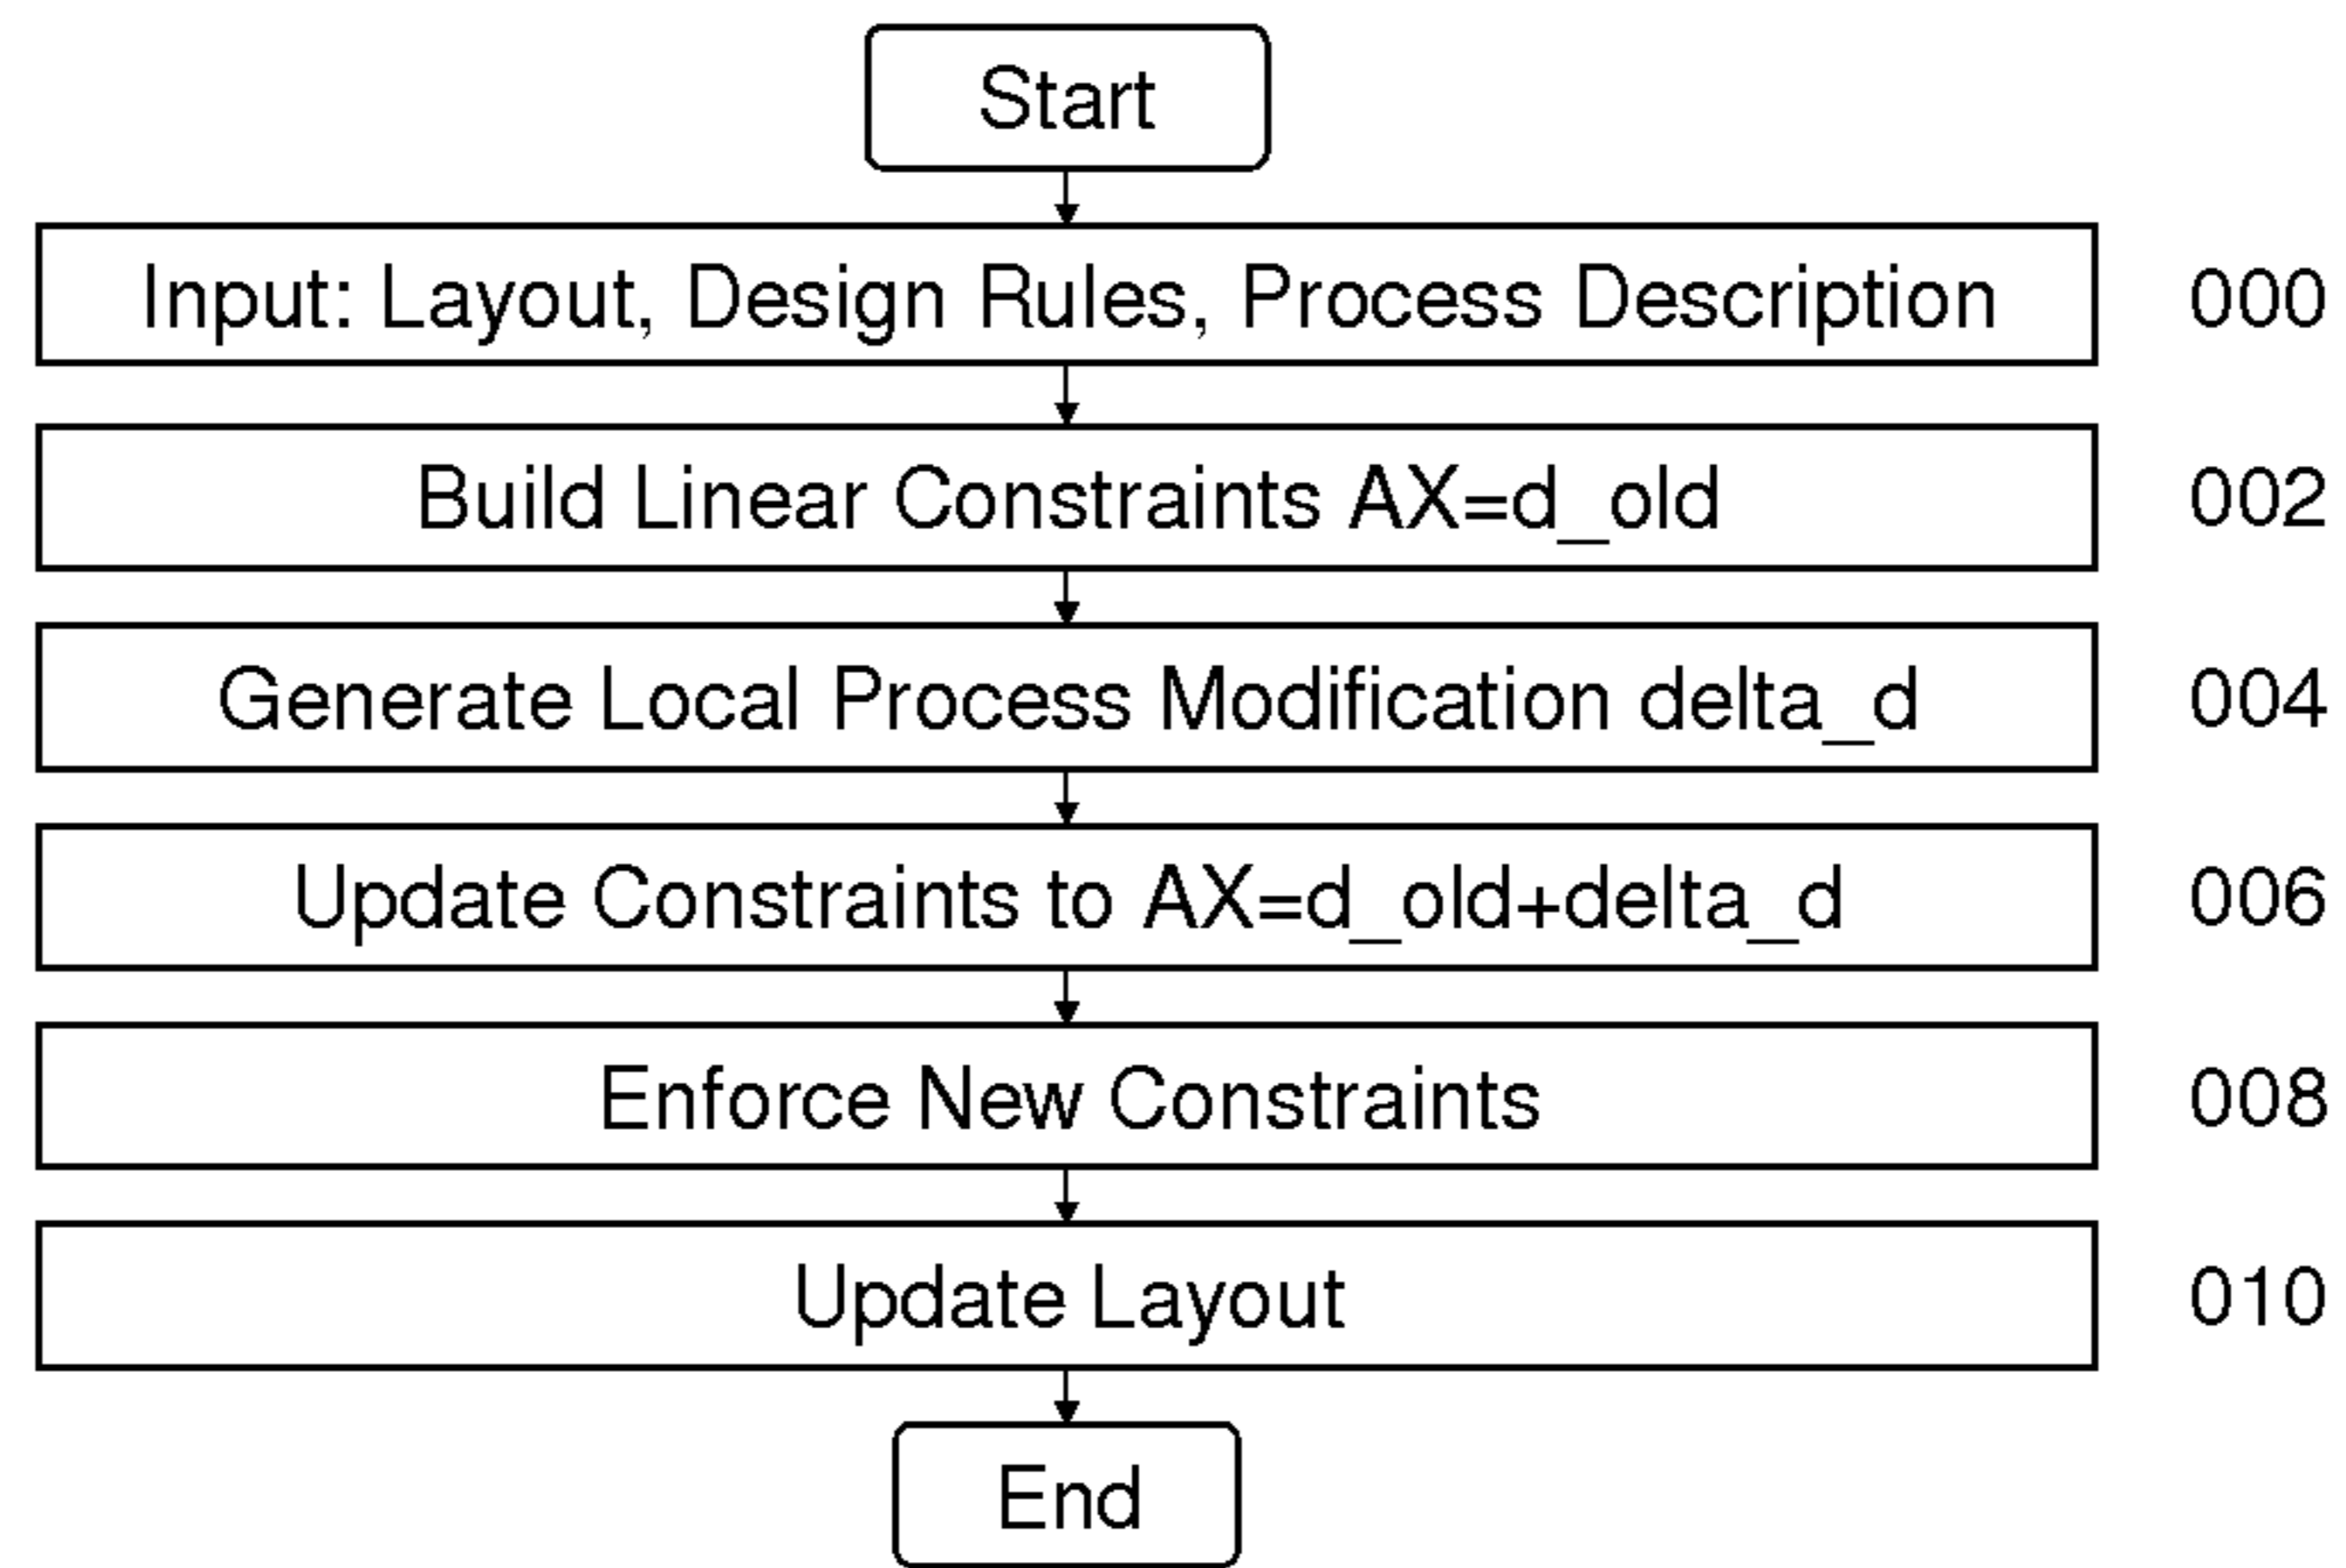 Start
Input: Layout, Design Rules, Process Description 000
Build Linear Constraints AX=d_old 002
Generate Local Process Modification delta_d 004
Update Constraints to AX=d_old+delta_d 006
Enforce New Constraints 008
Update Layout 010
End